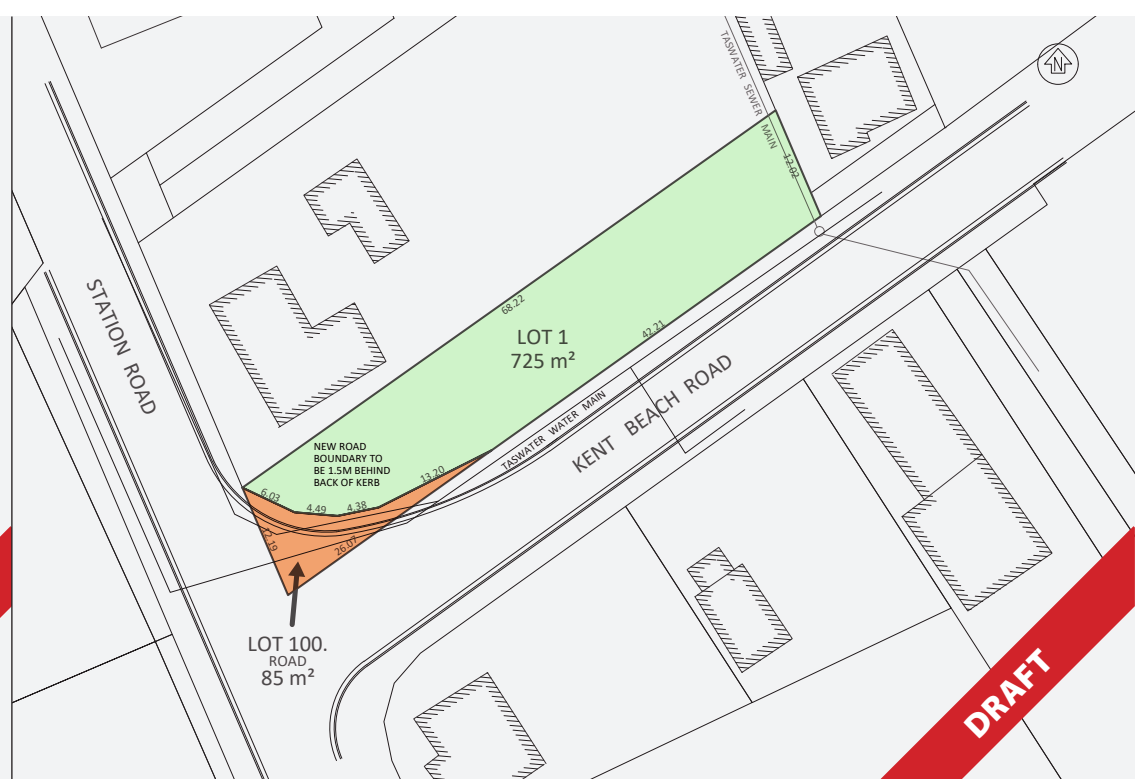 TASWATER SEWER MAIN
N
12.02
68.22
STATION ROAD
LOT 1
725 m²
42.21
KENT BEACH ROAD
TASWATER WATER MAIN
NEW ROAD
BOUNDARY TO
BE 1.5M BEHIND
BACK OF KERB
13.20
6.03
4.49
4.38
12.19
26.07
LOT 100.
ROAD
85 m²
DRAFT